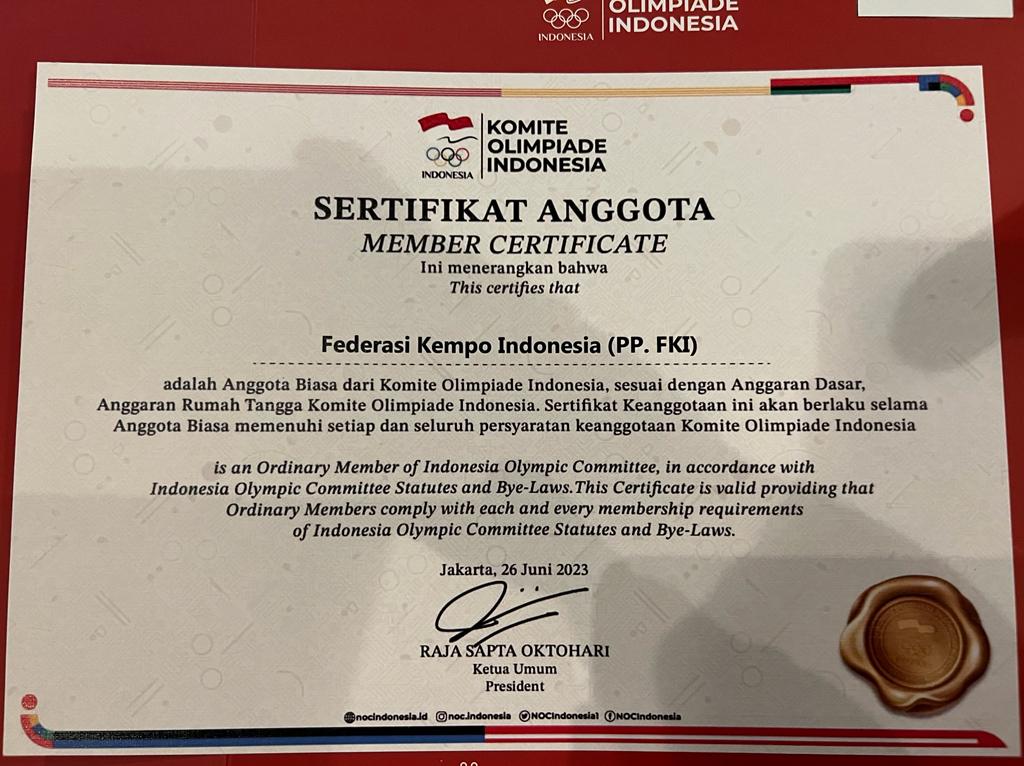 OLIMPIADE
INDONESIA
INDONESIA
KOMITE
OLIMPIADE
INDONESIA
INDONESIA
SERTIFIKAT ANGGOTA
MEMBER CERTIFICATE
Ini menerangkan bahwa
This certifies that
Federasi Kempo Indonesia (PP. FKI)
adalah Anggota Biasa dari Komite Olimpiade Indonesia, sesuai dengan Anggaran Dasar,
Anggaran Rumah Tangga Komite Olimpiade Indonesia. Sertifikat Keanggotaan ini akan berlaku selama
Anggota Biasa memenuhi setiap dan seluruh persyaratan keanggotaan Komite Olimpiade Indonesia
is an Ordinary Member of Indonesia Olympic Committee, in accordance with
Indonesia Olympic Committee Statutes and Bye-Laws.This Certificate is valid providing that
Ordinary Members comply with each and every membership requirements
of Indonesia Olympic Committee Statutes and Bye-Laws.
Jakarta, 26 Juni 2023
RAJA SAPTA OKTOHARI
Ketua Umum
President
nocindonesia.id noc.indonesia NOCIndonesia1 NOCIndonesia